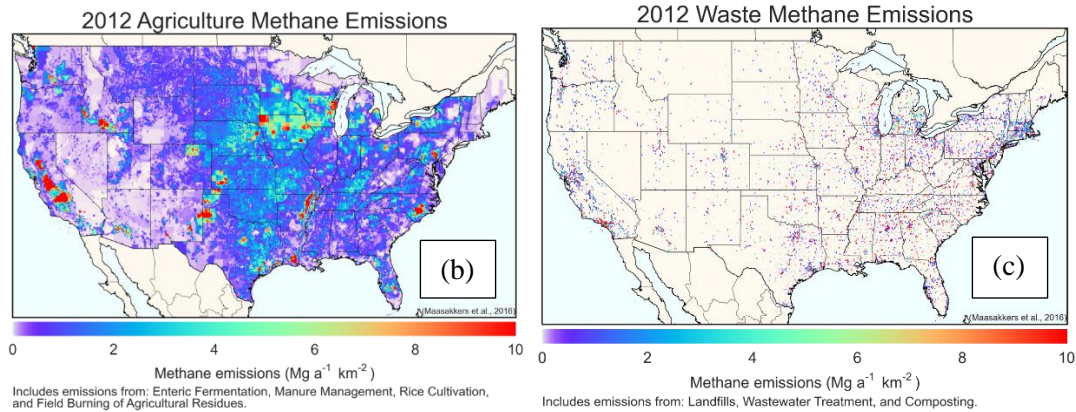 2012 Agriculture Methane Emissions
(b)
(Maasakkers et al., 2016)
0 2 4 6 8 10
Methane emissions (Mg a⁻¹ km⁻²)
Includes emissions from: Enteric Fermentation, Manure Management, Rice Cultivation,
and Field Burning of Agricultural Residues.
2012 Waste Methane Emissions
(c)
(Maasakkers et al., 2016)
0 2 4 6 8 10
Methane emissions (Mg a⁻¹ km⁻²)
Includes emissions from: Landfills, Wastewater Treatment, and Composting.